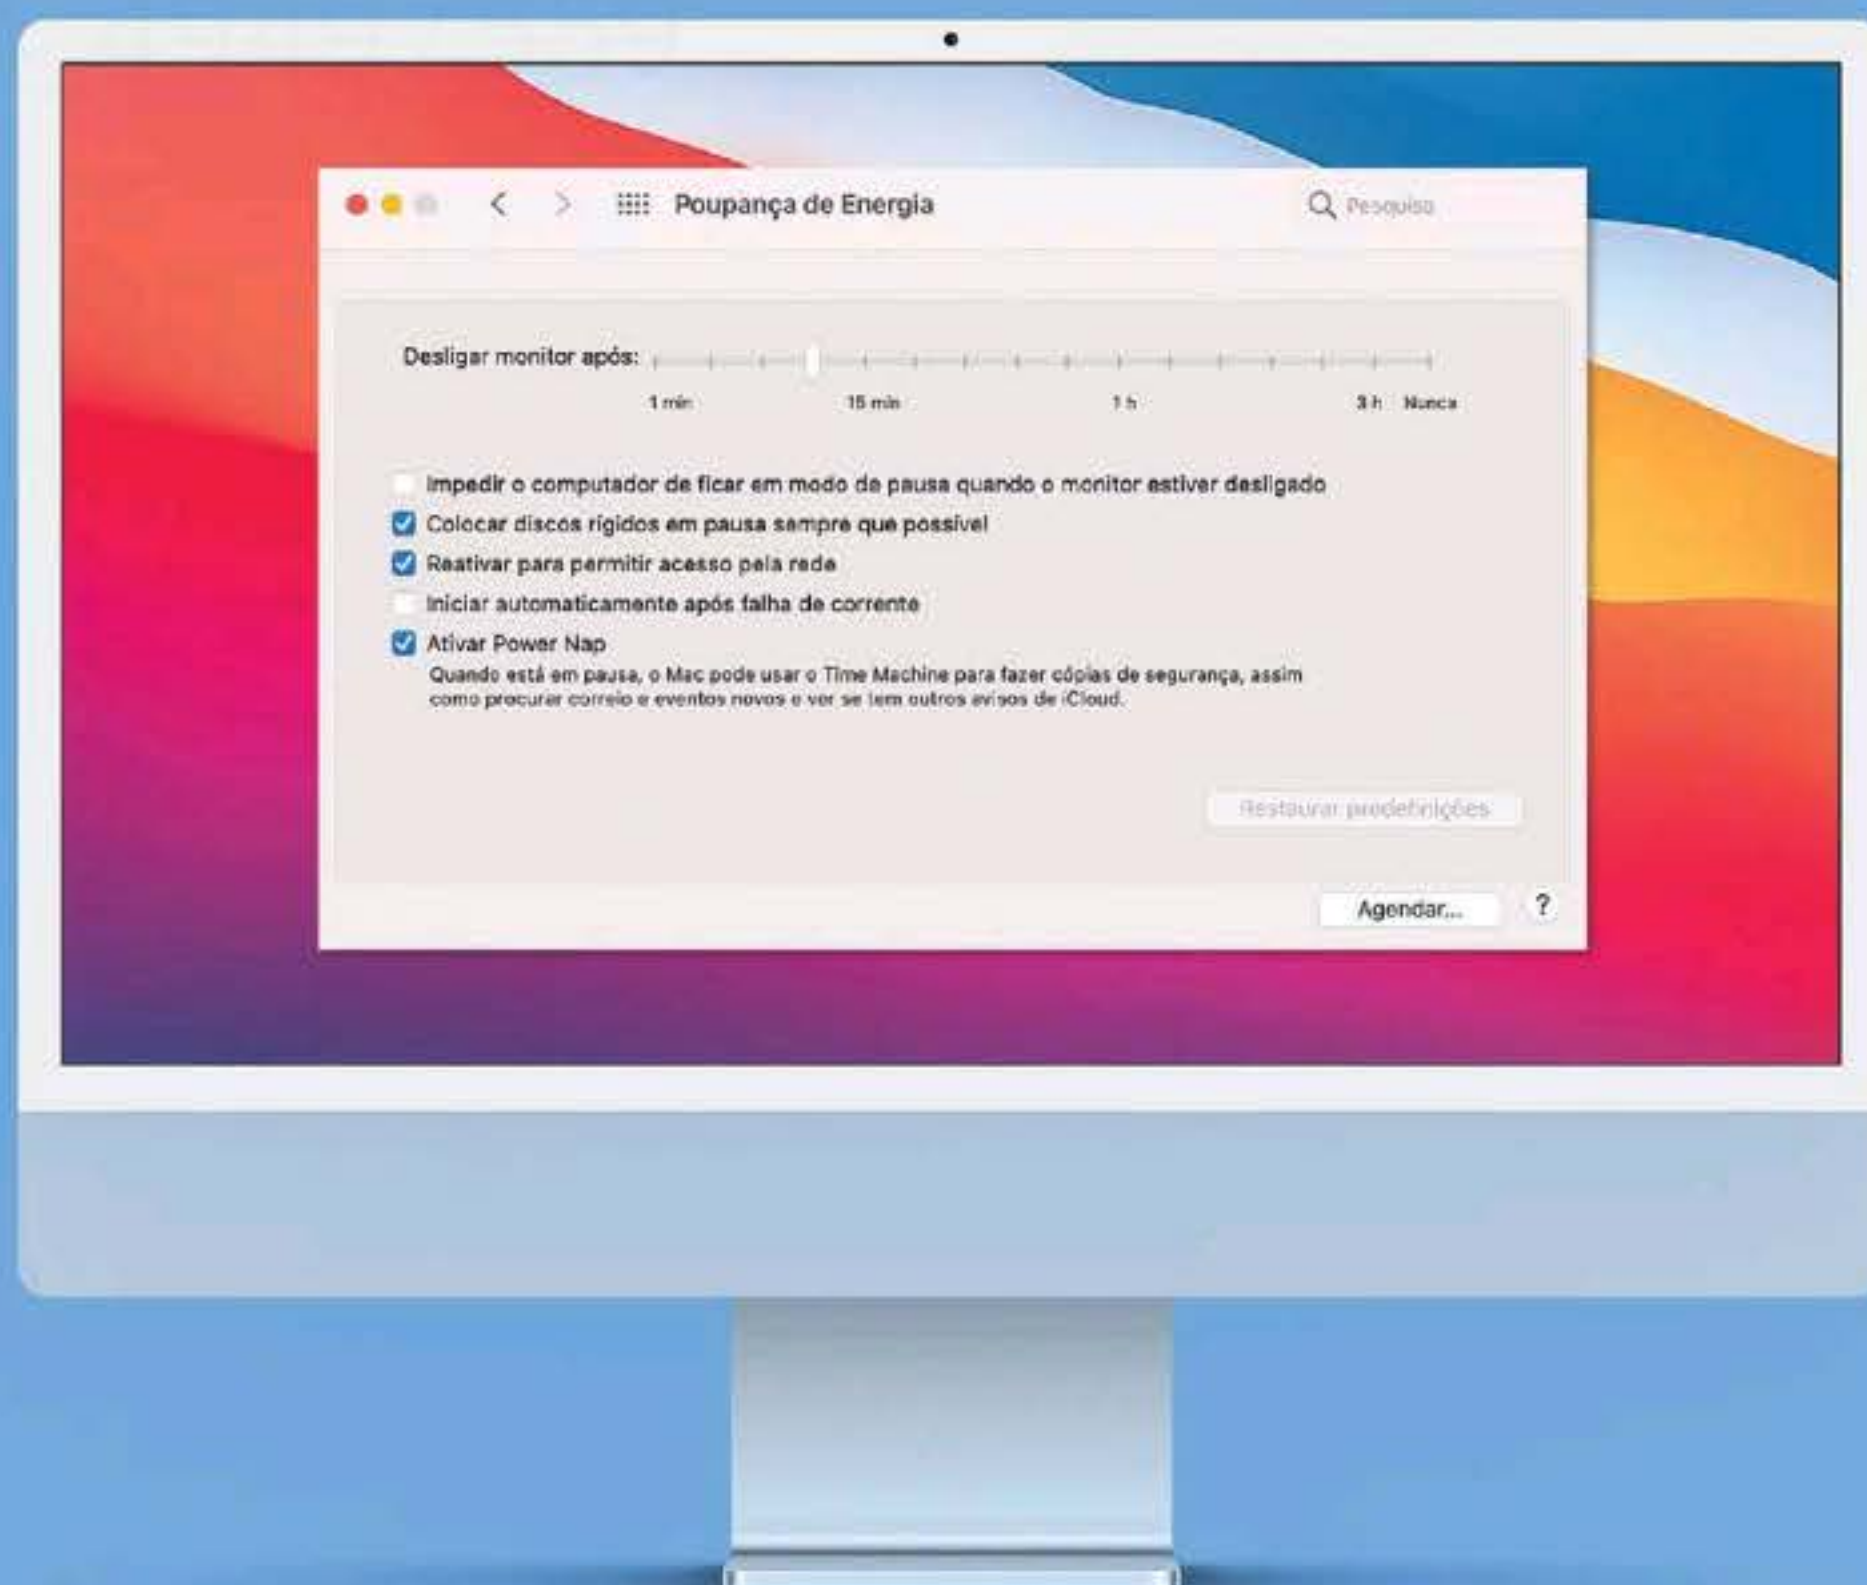 Poupança de Energia
Pesquisa
Desligar monitor após:
1 min 15 min 1 h 3 h Nunca
Impedir o computador de ficar em modo de pausa quando o monitor estiver desligado
Colocar discos rígidos em pausa sempre que possível
Reativar para permitir acesso pela rede
Iniciar automaticamente após falha de corrente
Ativar Power Nap
Quando está em pausa, o Mac pode usar o Time Machine para fazer cópias de segurança, assim
como procurar correio e eventos novos e ver se tem outros avisos de iCloud.
Restaurar predefinições
Agendar...
?